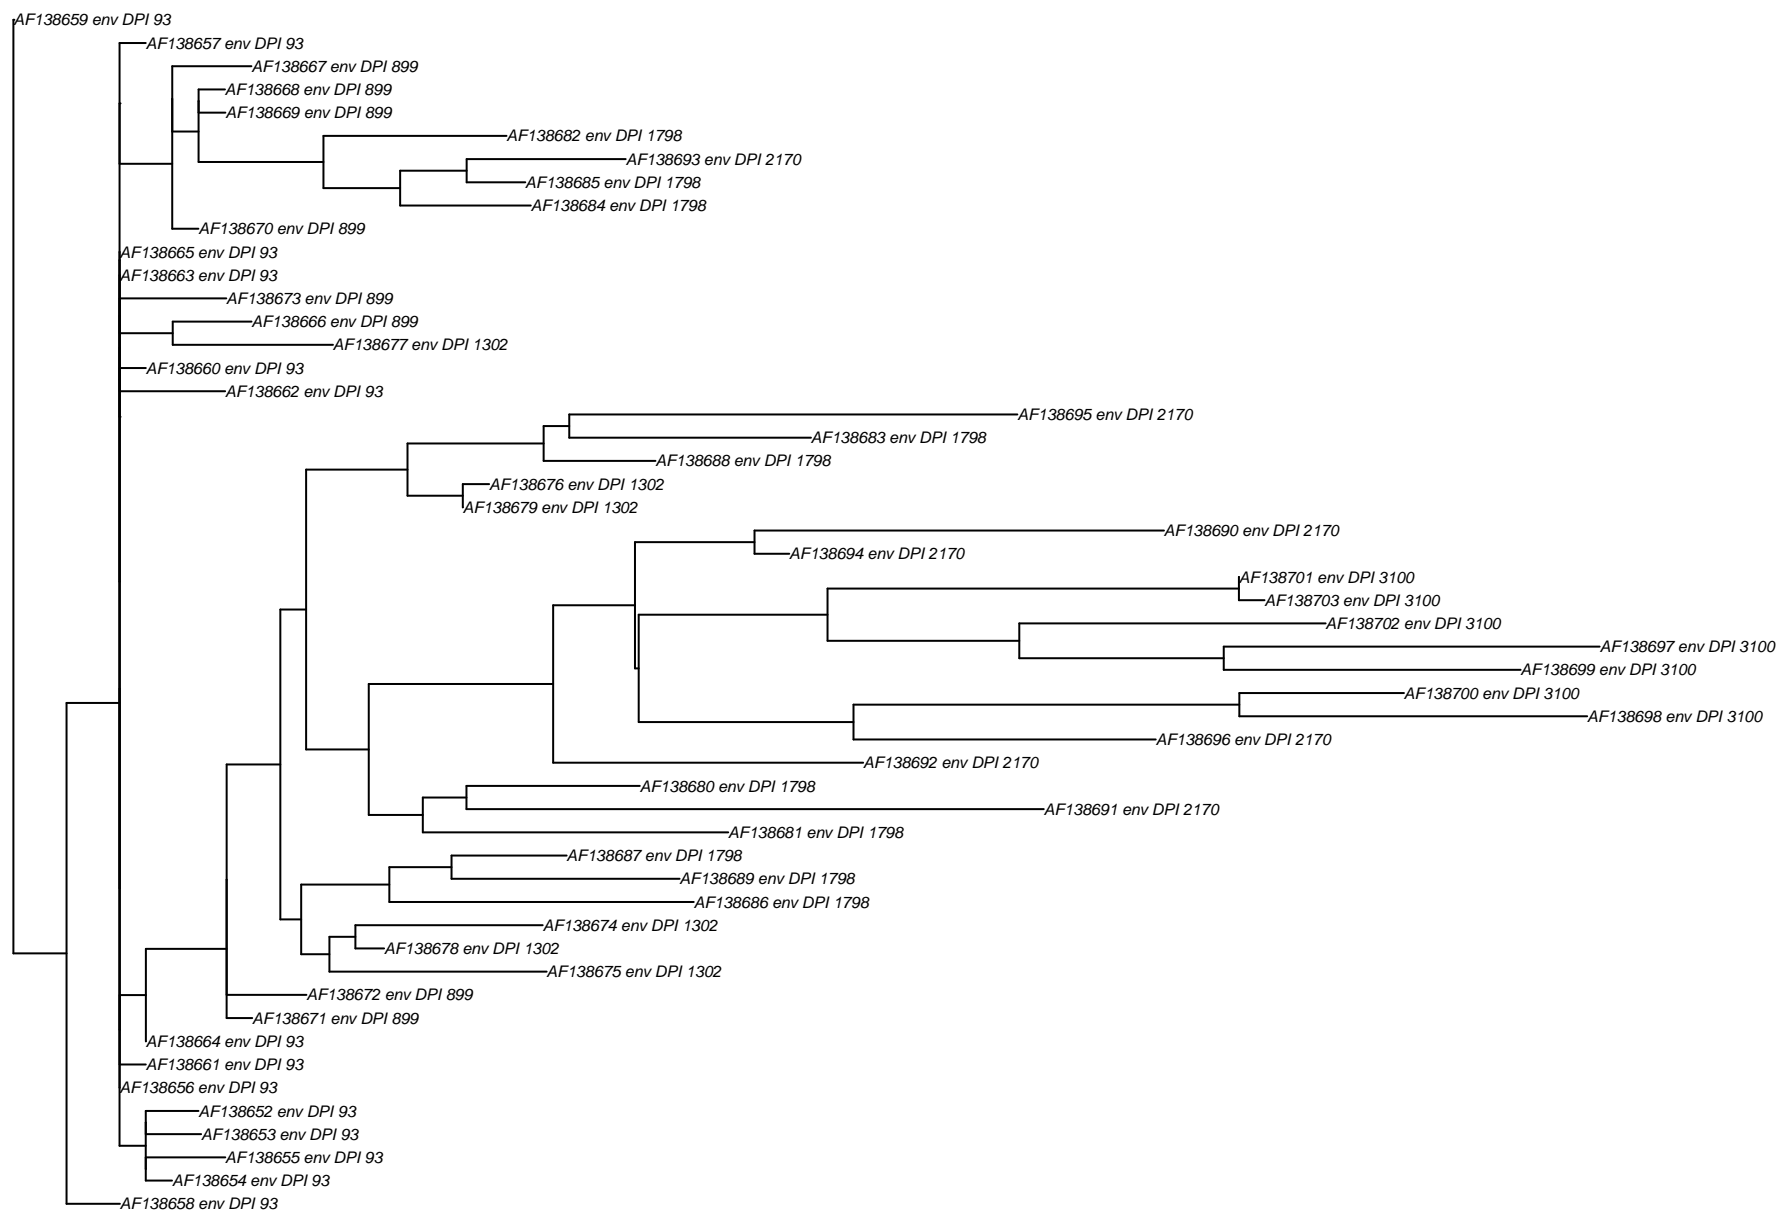 AF138659 env DPI 93
AF138657 env DPI 93
AF138667 env DPI 899
AF138668 env DPI 899
AF138669 env DPI 899
AF138682 env DPI 1798
AF138693 env DPI 2170
AF138685 env DPI 1798
AF138684 env DPI 1798
AF138670 env DPI 899
AF138665 env DPI 93
AF138663 env DPI 93
AF138673 env DPI 899
AF138666 env DPI 899
AF138677 env DPI 1302
AF138660 env DPI 93
AF138662 env DPI 93
AF138695 env DPI 2170
AF138683 env DPI 1798
AF138688 env DPI 1798
AF138676 env DPI 1302
AF138679 env DPI 1302
AF138690 env DPI 2170
AF138694 env DPI 2170
AF138701 env DPI 3100
AF138703 env DPI 3100
AF138702 env DPI 3100
AF138697 env DPI 3100
AF138699 env DPI 3100
AF138700 env DPI 3100
AF138698 env DPI 3100
AF138696 env DPI 2170
AF138692 env DPI 2170
AF138680 env DPI 1798
AF138691 env DPI 2170
AF138681 env DPI 1798
AF138687 env DPI 1798
AF138689 env DPI 1798
AF138686 env DPI 1798
AF138674 env DPI 1302
AF138678 env DPI 1302
AF138675 env DPI 1302
AF138672 env DPI 899
AF138671 env DPI 899
AF138664 env DPI 93
AF138661 env DPI 93
AF138656 env DPI 93
AF138652 env DPI 93
AF138653 env DPI 93
AF138655 env DPI 93
AF138654 env DPI 93
AF138658 env DPI 93